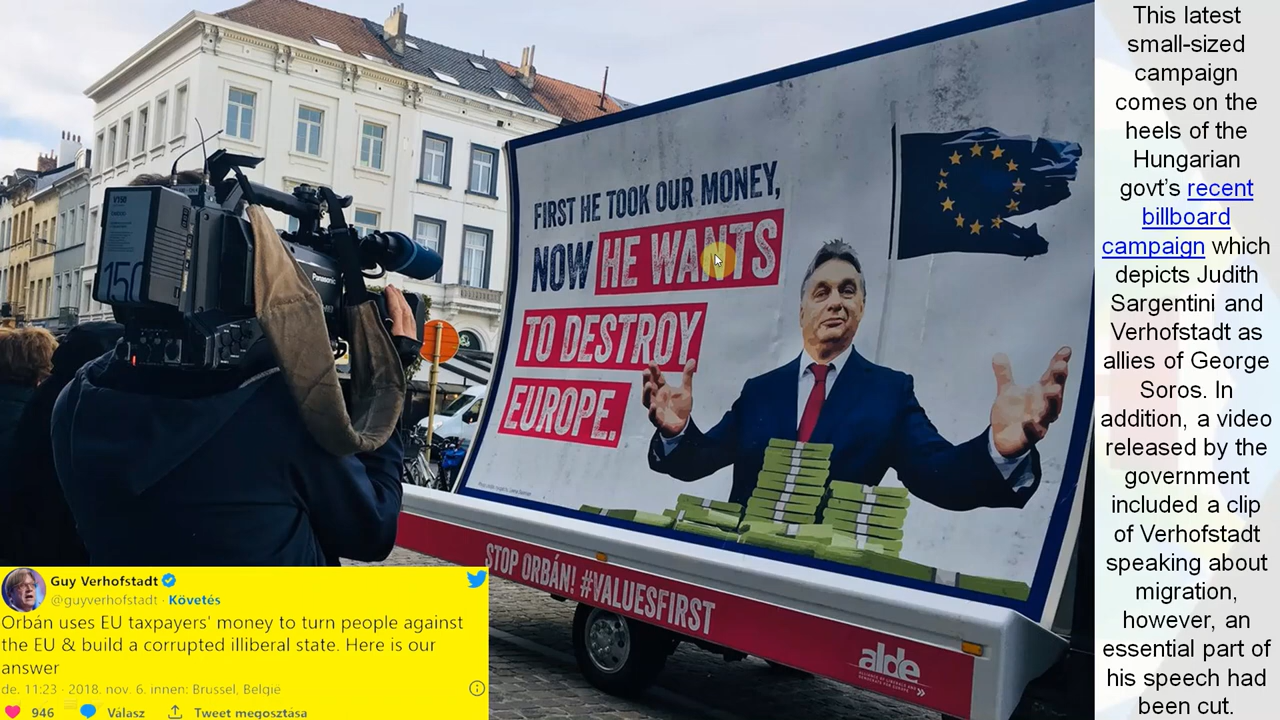 FIRST HE TOOK OUR MONEY,
NOW HE WANTS
TO DESTROY
EUROPE.
STOP ORBÁN! #VALUESFIRST
alde
V150
150
Panasonic
Guy Verhofstadt
@guyverhofstadt · Követés
Orbán uses EU taxpayers' money to turn people against
the EU & build a corrupted illiberal state. Here is our
answer
de. 11:23 · 2018. nov. 6. innen: Brussel, België
946 Válasz Tweet megosztása
This latest
small-sized
campaign
comes on the
heels of the
Hungarian
govt’s recent
billboard
campaign which
depicts Judith
Sargentini and
Verhofstadt as
allies of George
Soros. In
addition, a video
released by the
government
included a clip
of Verhofstadt
speaking about
migration,
however, an
essential part of
his speech had
been cut.